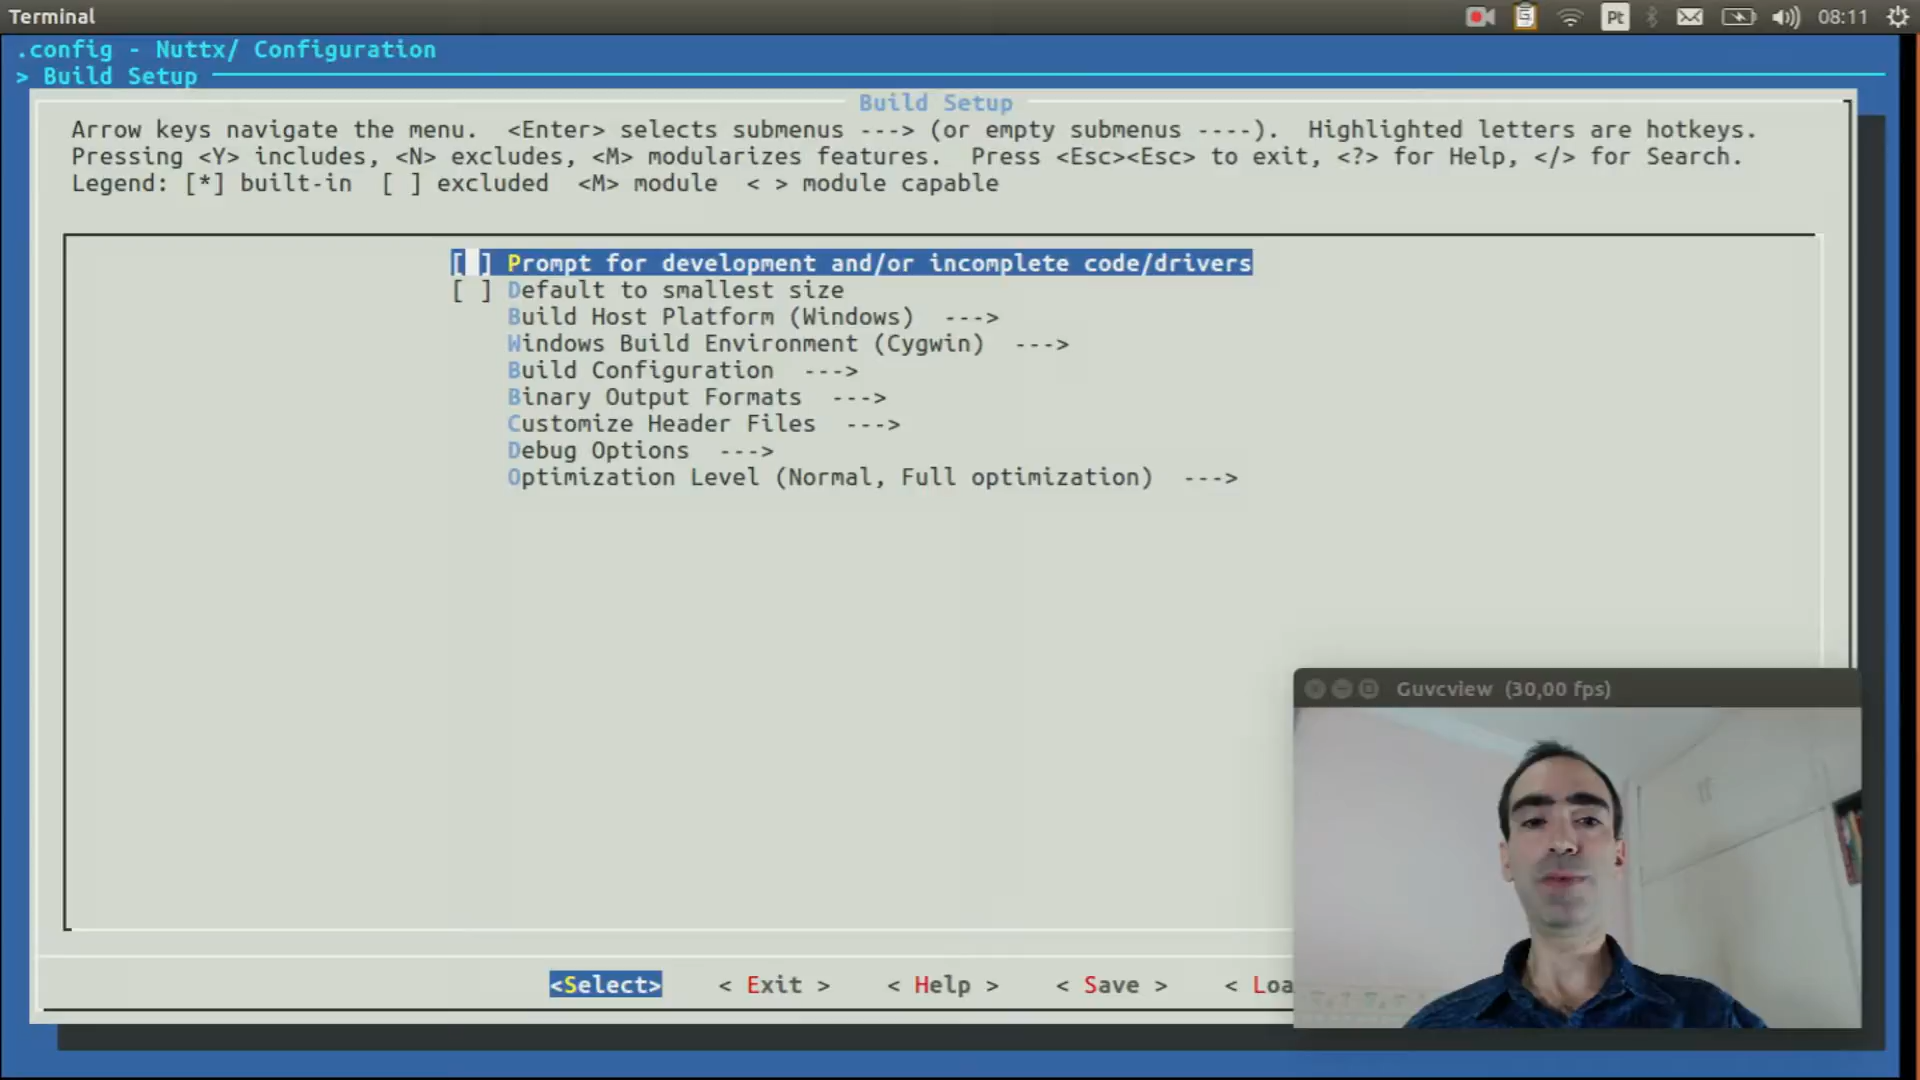 Terminal
Pt
08:11
.config - Nuttx/ Configuration
> Build Setup
Build Setup
Arrow keys navigate the menu.  <Enter> selects submenus ---> (or empty submenus ----).  Highlighted letters are hotkeys.
Pressing <Y> includes, <N> excludes, <M> modularizes features.  Press <Esc><Esc> to exit, <?> for Help, </> for Search.
Legend: [*] built-in  [ ] excluded  <M> module  < > module capable
[ ] Prompt for development and/or incomplete code/drivers
[ ] Default to smallest size
Build Host Platform (Windows)  --->
Windows Build Environment (Cygwin)  --->
Build Configuration  --->
Binary Output Formats  --->
Customize Header Files  --->
Debug Options  --->
Optimization Level (Normal, Full optimization)  --->
Guvcview (30,00 fps)
<Select>    < Exit >    < Help >    < Save >    < Loa